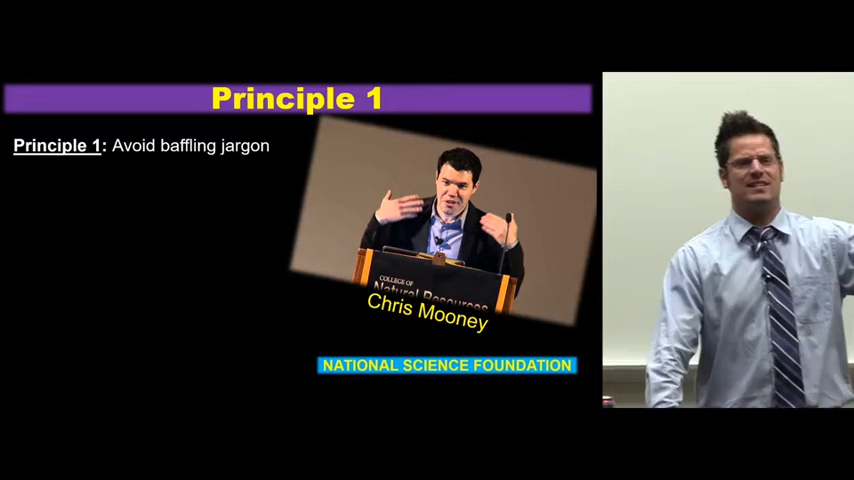 Principle 1
Principle 1: Avoid baffling jargon
COLLEGE OF
Natural Resources
Chris Mooney
NATIONAL SCIENCE FOUNDATION